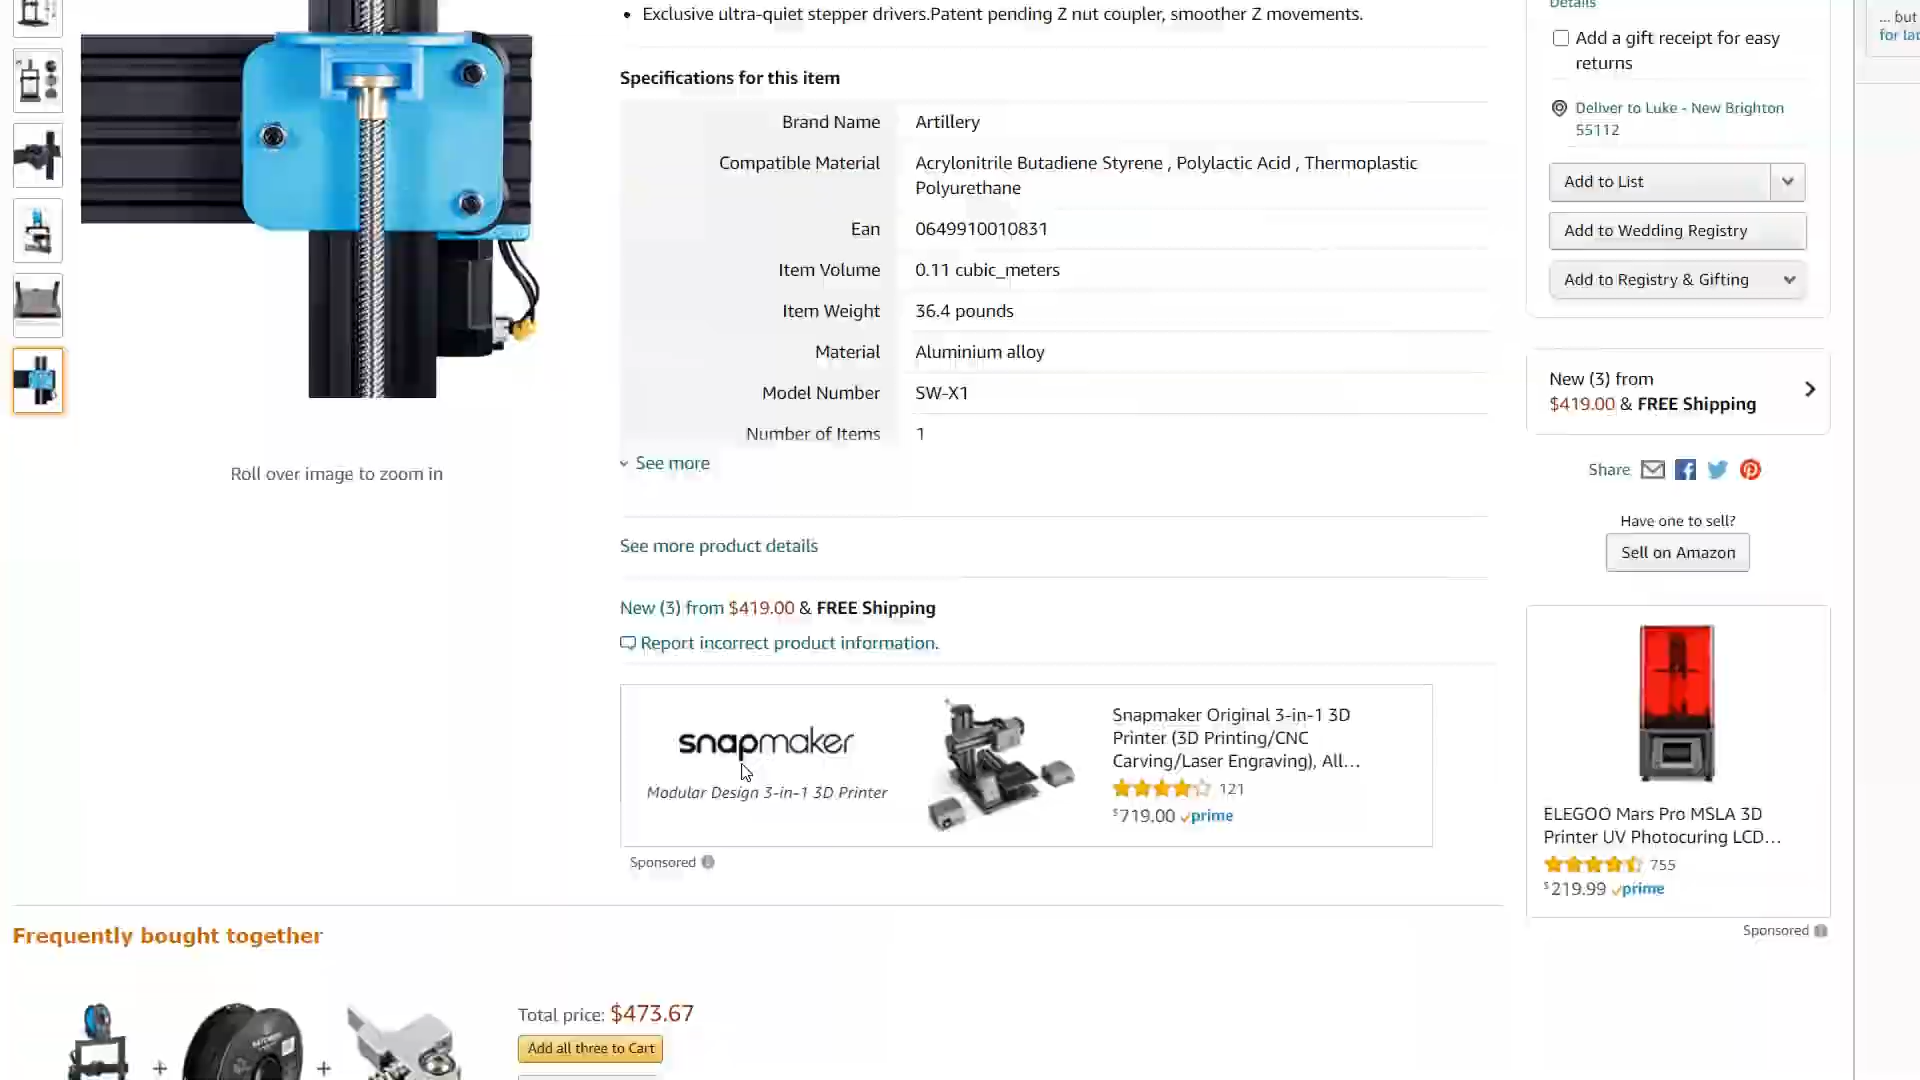 Exclusive ultra-quiet stepper drivers.Patent pending Z nut coupler, smoother Z movements.
Specifications for this item
Brand Name Artillery
Compatible Material Acrylonitrile Butadiene Styrene , Polylactic Acid , Thermoplastic
Polyurethane
Ean 0649910010831
Item Volume 0.11 cubic_meters
Item Weight 36.4 pounds
Material Aluminium alloy
Model Number SW-X1
Number of Items 1
See more
Roll over image to zoom in
See more product details
New (3) from $419.00 & FREE Shipping
Report incorrect product information.
snapmaker
Modular Design 3-in-1 3D Printer
Snapmaker Original 3-in-1 3D
Printer (3D Printing/CNC
Carving/Laser Engraving), All...
121
$719.00 prime
Sponsored
Details
Add a gift receipt for easy
returns
Deliver to Luke - New Brighton
55112
Add to List
Add to Wedding Registry
Add to Registry & Gifting
New (3) from
$419.00 & FREE Shipping
Share
Have one to sell?
Sell on Amazon
ELEGOO Mars Pro MSLA 3D
Printer UV Photocuring LCD...
755
$219.99 prime
Sponsored
... but
for
Frequently bought together
Total price: $473.67
Add all three to Cart
+ +